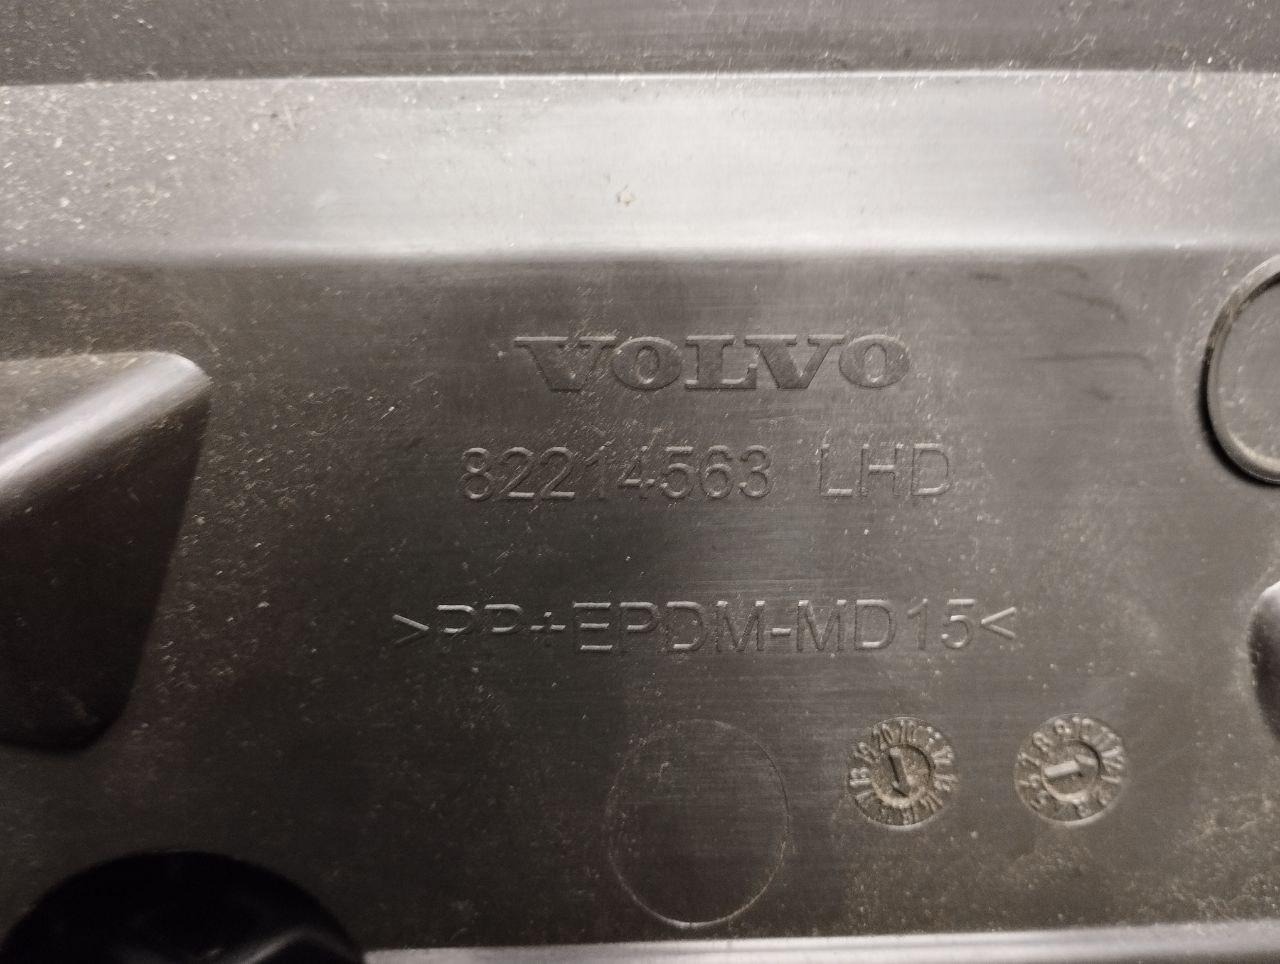 VOLVO
82214563 LHD
>PP+EPDM-MD15<